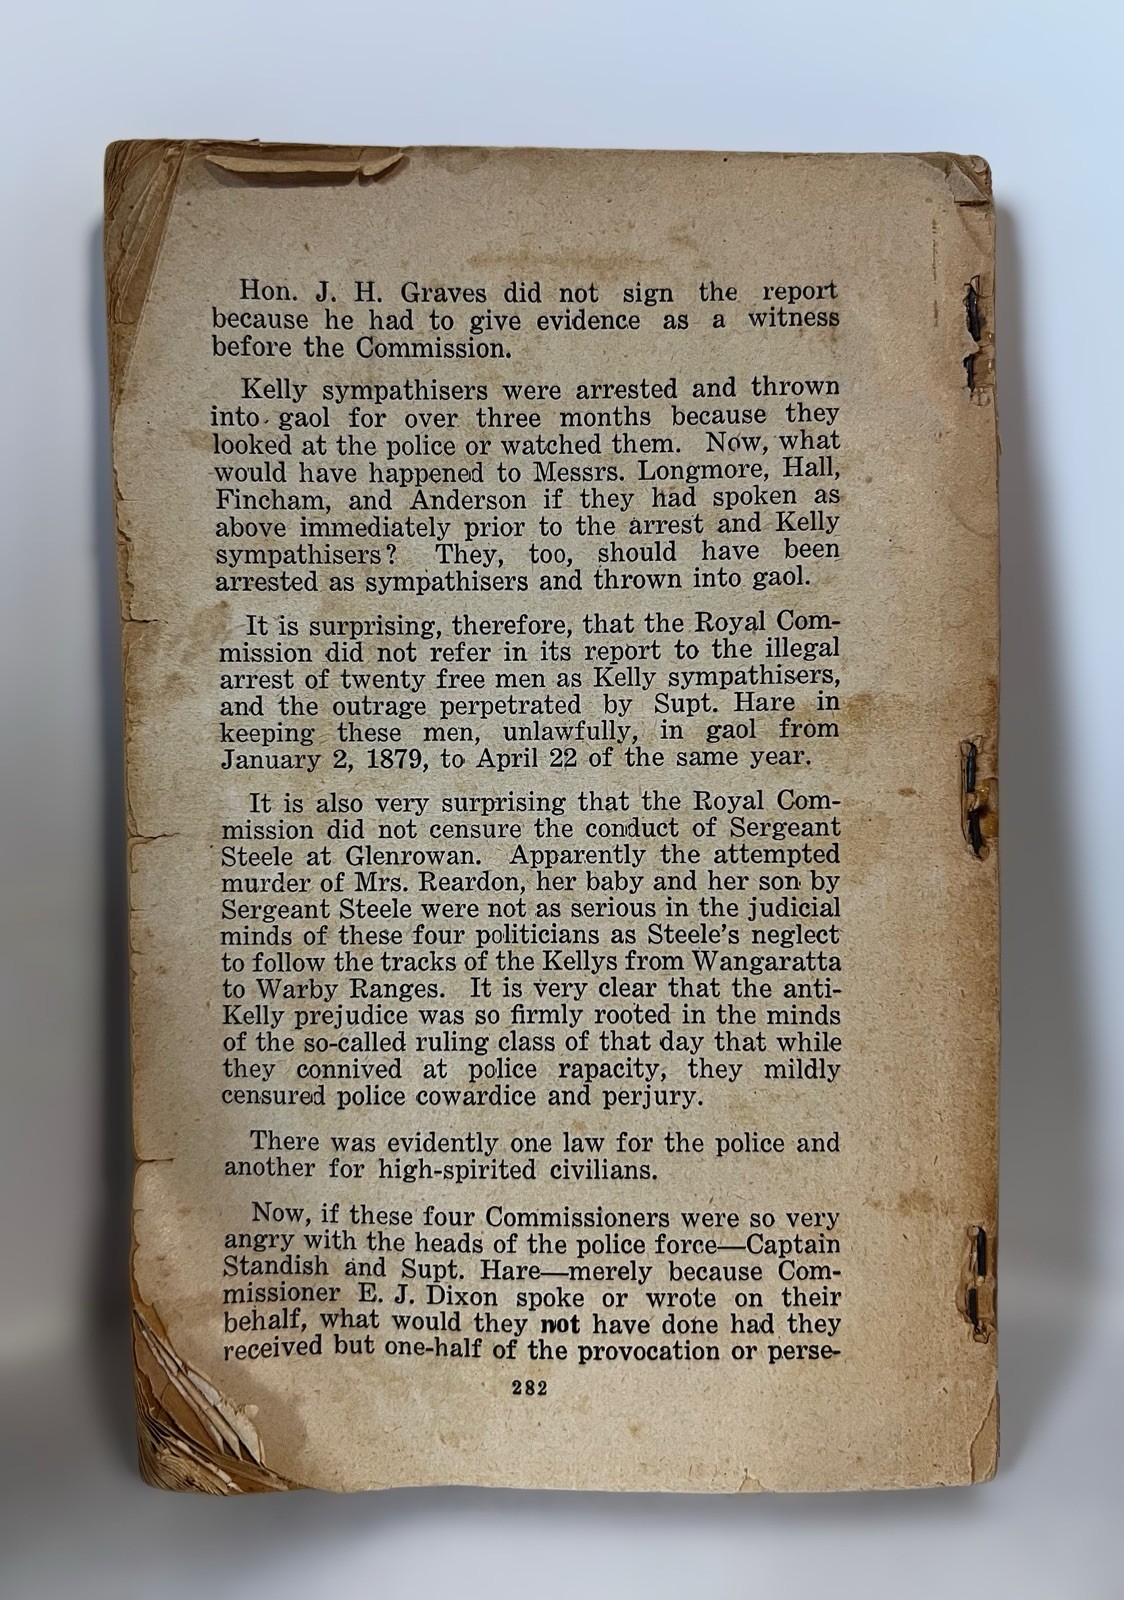 Hon. J. H. Graves did not sign the report
because he had to give evidence as a witness
before the Commission.
Kelly sympathisers were arrested and thrown
into gaol for over three months because they
looked at the police or watched them. Now, what
would have happened to Messrs. Longmore, Hall,
Fincham, and Anderson if they had spoken as
above immediately prior to the arrest and Kelly
sympathisers? They, too, should have been
arrested as sympathisers and thrown into gaol.
It is surprising, therefore, that the Royal Com-
mission did not refer in its report to the illegal
arrest of twenty free men as Kelly sympathisers,
and the outrage perpetrated by Supt. Hare in
keeping these men, unlawfully, in gaol from
January 2, 1879, to April 22 of the same year.
It is also very surprising that the Royal Com-
mission did not censure the conduct of Sergeant
Steele at Glenrowan. Apparently the attempted
murder of Mrs. Reardon, her baby and her son by
Sergeant Steele were not as serious in the judicial
minds of these four politicians as Steele's neglect
to follow the tracks of the Kellys from Wangaratta
to Warby Ranges. It is very clear that the anti-
Kelly prejudice was so firmly rooted in the minds
of the so-called ruling class of that day that while
they connived at police rapacity, they mildly
censured police cowardice and perjury.
There was evidently one law for the police and
another for high-spirited civilians.
Now, if these four Commissioners were so very
angry with the heads of the police force—Captain
Standish and Supt. Hare—merely because Com-
missioner E. J. Dixon spoke or wrote on their
behalf, what would they not have done had they
received but one-half of the provocation or perse-
282